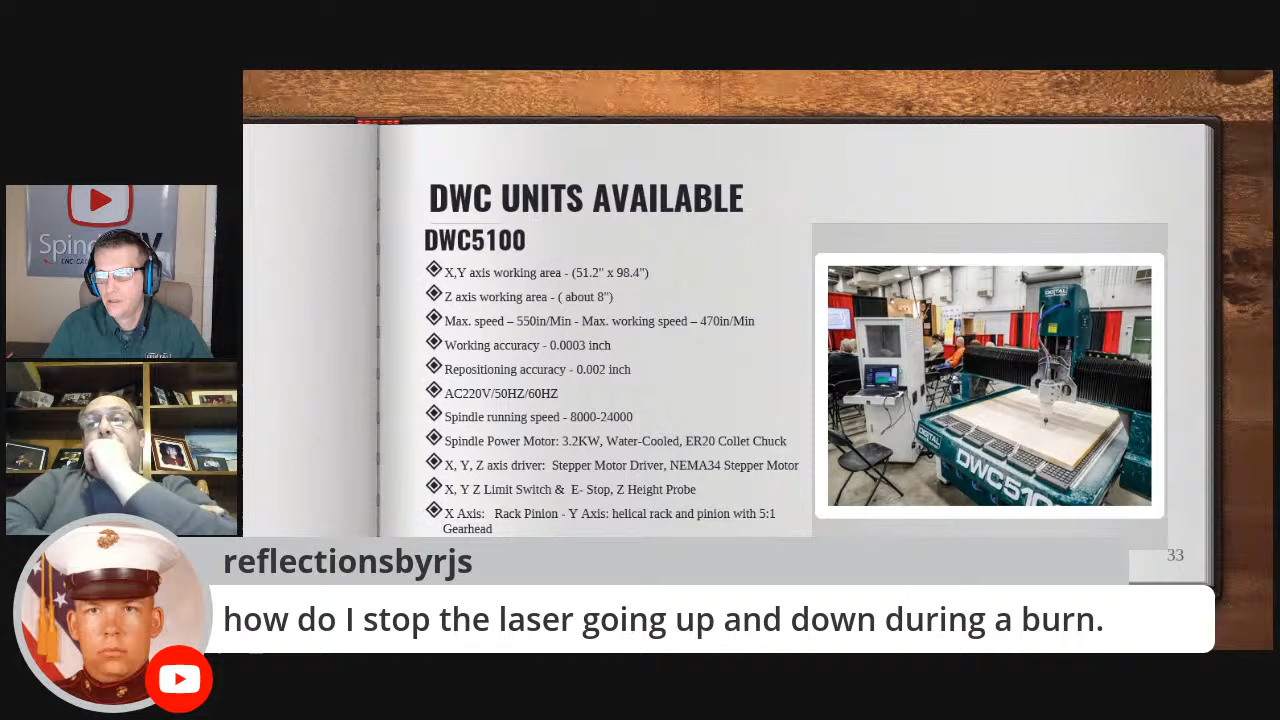 DWC UNITS AVAILABLE
DWC5100
X,Y axis working area - (51.2" x 98.4")
Z axis working area - ( about 8")
Max. speed – 550in/Min - Max. working speed – 470in/Min
Working accuracy - 0.0003 inch
Repositioning accuracy - 0.002 inch
AC220V/50HZ/60HZ
Spindle running speed - 8000-24000
Spindle Power Motor: 3.2KW, Water-Cooled, ER20 Collet Chuck
X, Y, Z axis driver: Stepper Motor Driver, NEMA34 Stepper Motor
X, Y Z Limit Switch & E- Stop, Z Height Probe
X Axis: Rack Pinion - Y Axis: helical rack and pinion with 5:1
Gearhead
DIGITAL
DIGITAL
DWC510
33
reflectionsbyrjs
how do I stop the laser going up and down during a burn.